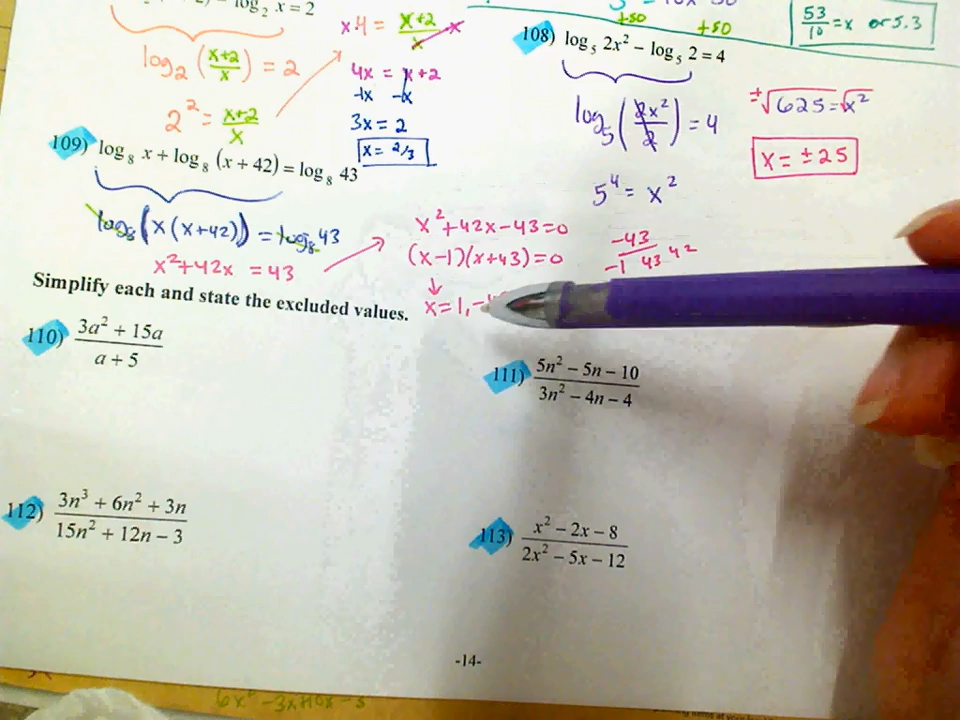 log₂ x = 2
log₂ (x+2/x) = 2
2² = x+2/x
x·4 = x+2/x · x
4x = x+2
-1x -x
3x = 2
x = 2/3
+50 +50
53/10 = x or 5.3
108) log₅ 2x² − log₅ 2 = 4
log₅ (2x²/2) = 4
5⁴ = x²
±√625 = √x²
x = ±25
109) log₈ x + log₈ (x + 42) = log₈ 43
log₈ (x(x+42)) = log₈ 43
x²+42x = 43
x²+42x−43=0
(x−1)(x+43)=0
x=1,
−43
−1 43 42
Simplify each and state the excluded values.
110) 3a² + 15a / a + 5
111) 5n² − 5n − 10 / 3n² − 4n − 4
112) 3n³ + 6n² + 3n / 15n² + 12n − 3
113) x² − 2x − 8 / 2x² − 5x − 12
-14-